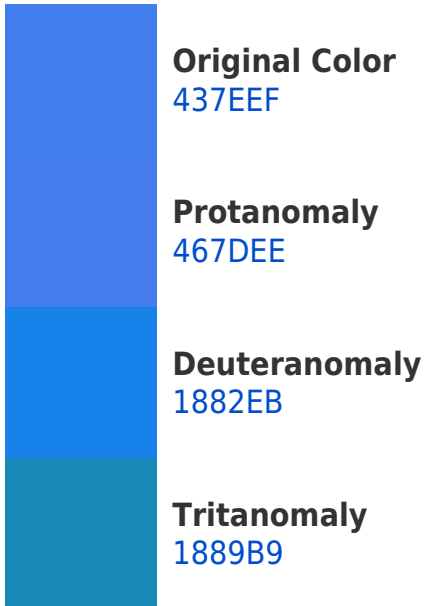 Original Color
437EEF
Protanomaly
467DEE
Deuteranomaly
1882EB
Tritanomaly
1889B9